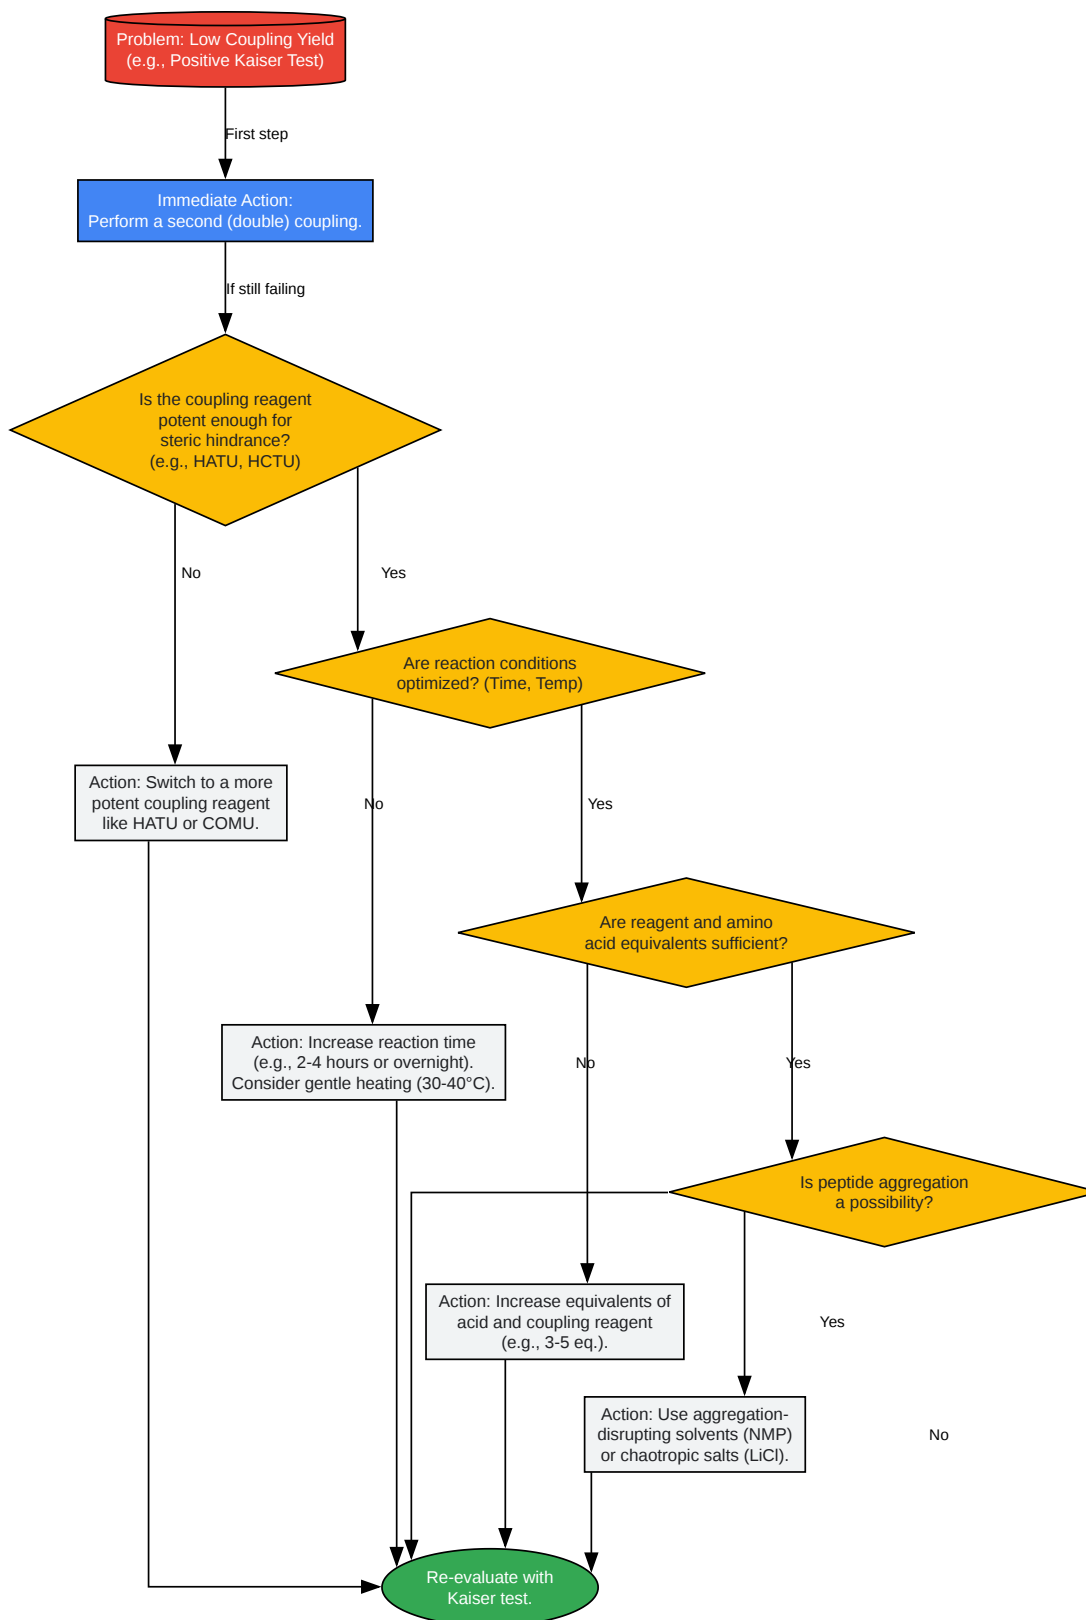 Problem: Low Coupling Yield
(e.g., Positive Kaiser Test)
First step
Immediate Action:
Perform a second (double) coupling.
If still failing
Is the coupling reagent
potent enough for
steric hindrance?
(e.g., HATU, HCTU)
No
Yes
Are reaction conditions
optimized? (Time, Temp)
Action: Switch to a more
potent coupling reagent
like HATU or COMU.
No
Yes
Are reagent and amino
acid equivalents sufficient?
Action: Increase reaction time
(e.g., 2-4 hours or overnight).
Consider gentle heating (30-40°C).
No
Yes
Is peptide aggregation
a possibility?
Action: Increase equivalents of
acid and coupling reagent
(e.g., 3-5 eq.).
Yes
Action: Use aggregation-
disrupting solvents (NMP)
or chaotropic salts (LiCl).
No
Re-evaluate with
Kaiser test.